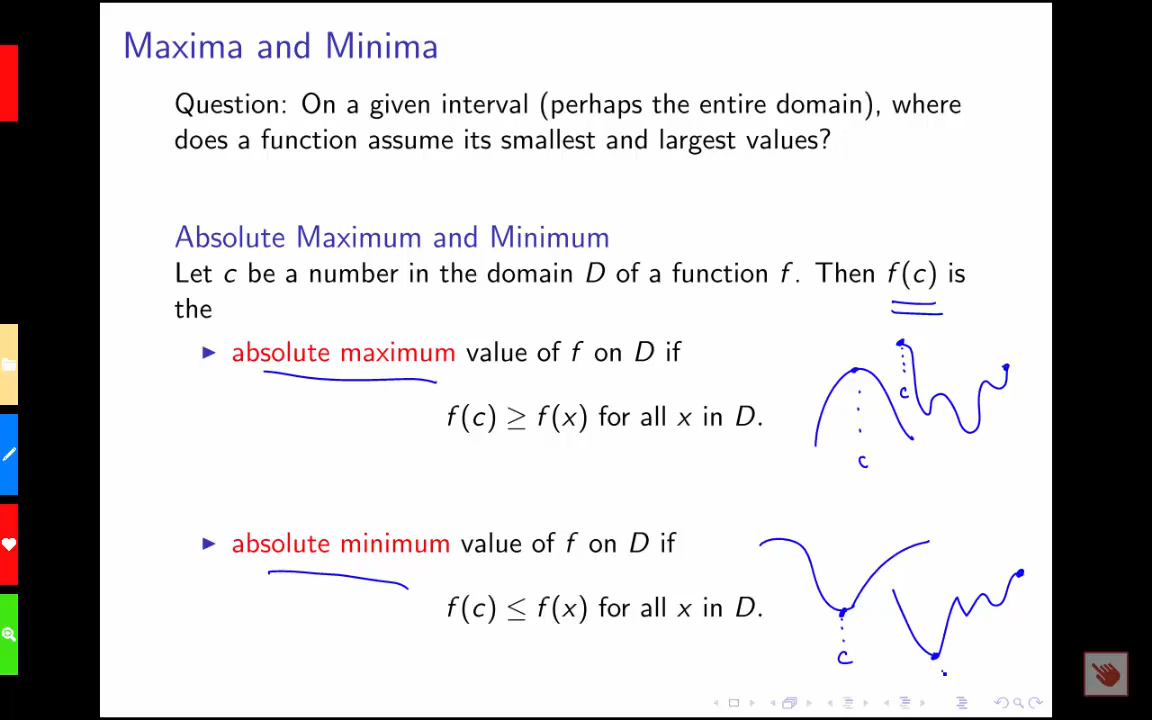 Maxima and Minima
Question: On a given interval (perhaps the entire domain), where
does a function assume its smallest and largest values?
Absolute Maximum and Minimum
Let c be a number in the domain D of a function f. Then f(c) is
the
▶ absolute maximum value of f on D if
f(c) ≥ f(x) for all x in D.
c
c
▶ absolute minimum value of f on D if
f(c) ≤ f(x) for all x in D.
c